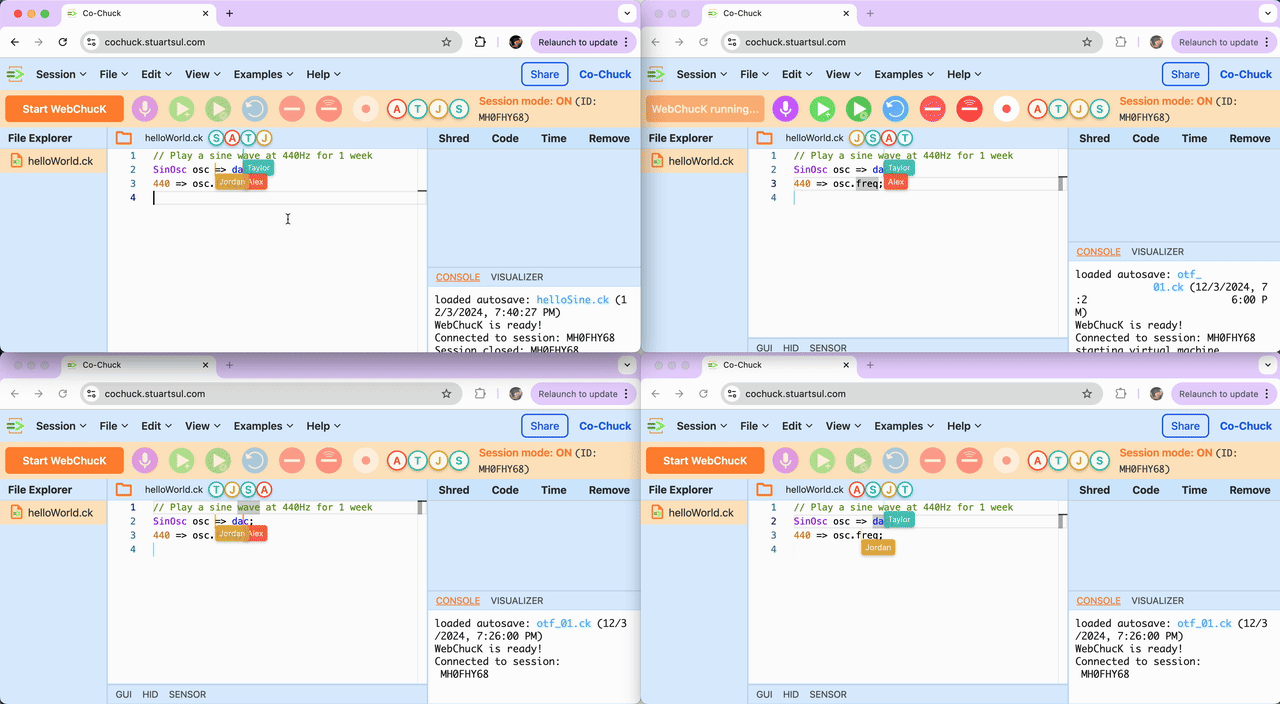 Co-Chuck
cochuck.stuartsul.com
Relaunch to update
Session File Edit View Examples Help Share Co-Chuck
Start WebChucK A T J S Session mode: ON (ID: MH0FHY68)
File Explorer helloWorld.ck S A T J Shred Code Time Remove
helloWorld.ck
1 // Play a sine wave at 440Hz for 1 week
2 SinOsc osc => da Taylor
3 440 => osc. Jordan Alex
4
CONSOLE VISUALIZER
loaded autosave: helloSine.ck (1
2/3/2024, 7:40:27 PM)
WebChucK is ready!
Connected to session: MH0FHY68
Session closed: MH0FHY68
Co-Chuck
cochuck.stuartsul.com
Relaunch to update
Session File Edit View Examples Help Share Co-Chuck
WebChucK running... A T J S Session mode: ON (ID: MH0FHY68)
File Explorer helloWorld.ck J S A T Shred Code Time Remove
helloWorld.ck
1 // Play a sine wave at 440Hz for 1 week
2 SinOsc osc => da Taylor
3 440 => osc.freq; Alex
4
CONSOLE VISUALIZER
loaded autosave: otf_
01.ck (12/3/2024, 7
:2 6:00 P
M)
WebChucK is ready!
Connected to session: MH0FHY68
starting virtual machine
GUI HID SENSOR
Co-Chuck
cochuck.stuartsul.com
Relaunch to update
Session File Edit View Examples Help Share Co-Chuck
Start WebChucK A T J S Session mode: ON (ID: MH0FHY68)
File Explorer helloWorld.ck T J S A Shred Code Time Remove
helloWorld.ck
1 // Play a sine wave at 440Hz for 1 week
2 SinOsc osc => dac;
3 440 => osc. Jordan Alex
4
CONSOLE VISUALIZER
loaded autosave: otf_01.ck (12/3
/2024, 7:26:00 PM)
WebChucK is ready!
Connected to session:
MH0FHY68
GUI HID SENSOR
Co-Chuck
cochuck.stuartsul.com
Relaunch to update
Session File Edit View Examples Help Share Co-Chuck
Start WebChucK A T J S Session mode: ON (ID: MH0FHY68)
File Explorer helloWorld.ck A S J T Shred Code Time Remove
helloWorld.ck
1 // Play a sine wave at 440Hz for 1 week
2 SinOsc osc => da Taylor
3 440 => osc.freq;
4 Jordan
CONSOLE VISUALIZER
loaded autosave: otf_01.ck (12/3
/2024, 7:26:00 PM)
WebChucK is ready!
Connected to session:
MH0FHY68
GUI HID SENSOR